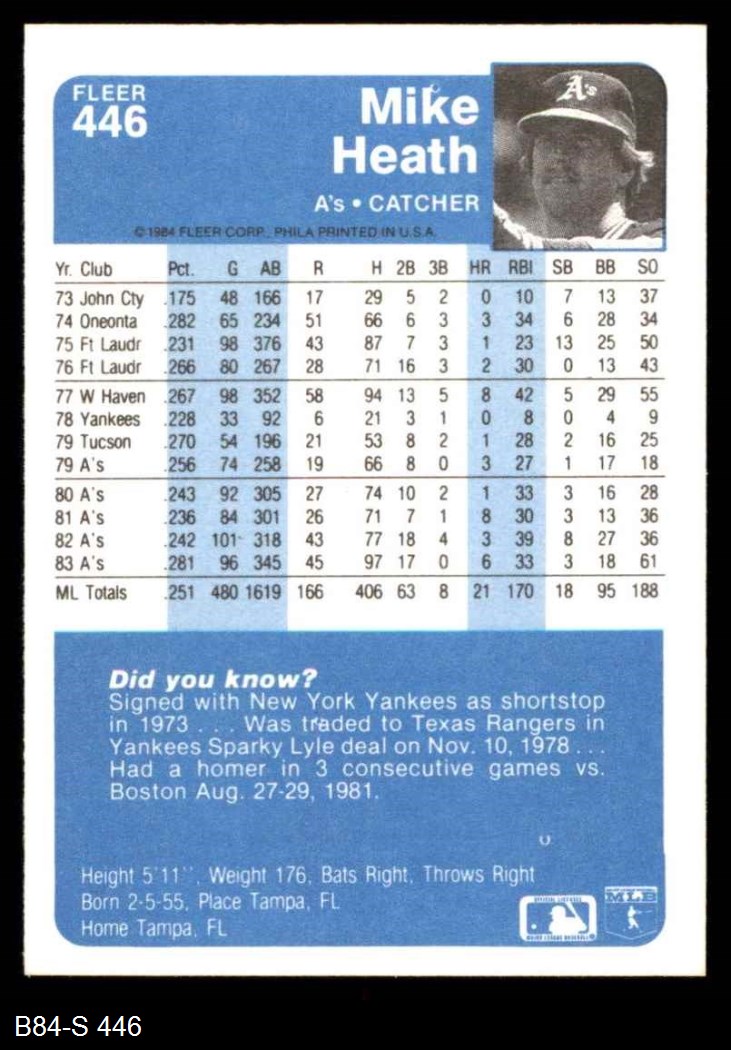 FLEER
446
Mike
Heath
A's • CATCHER
A's
© 1984 FLEER CORP., PHILA PRINTED IN U.S.A.
Yr. Club Pct. G AB R H 2B 3B HR RBI SB BB SO
73 John Cty .175 48 166 17 29 5 2 0 10 7 13 37
74 Oneonta .282 65 234 51 66 6 3 3 34 6 28 34
75 Ft Laudr .231 98 376 43 87 7 3 1 23 13 25 50
76 Ft Laudr .266 80 267 28 71 16 3 2 30 0 13 43
77 W Haven .267 98 352 58 94 13 5 8 42 5 29 55
78 Yankees .228 33 92 6 21 3 1 0 8 0 4 9
79 Tucson .270 54 196 21 53 8 2 1 28 2 16 25
79 A's .256 74 258 19 66 8 0 3 27 1 17 18
80 A's .243 92 305 27 74 10 2 1 33 3 16 28
81 A's .236 84 301 26 71 7 1 8 30 3 13 36
82 A's .242 101 318 43 77 18 4 3 39 8 27 36
83 A's .281 96 345 45 97 17 0 6 33 3 18 61
ML Totals .251 480 1619 166 406 63 8 21 170 18 95 188
Did you know?
Signed with New York Yankees as shortstop
in 1973 . . . Was traded to Texas Rangers in
Yankees Sparky Lyle deal on Nov. 10, 1978 . . .
Had a homer in 3 consecutive games vs.
Boston Aug. 27-29, 1981.
Height 5'11'', Weight 176, Bats Right, Throws Right
Born 2-5-55, Place Tampa, FL
Home Tampa, FL
OFFICIAL LICENSEE
MAJOR LEAGUE BASEBALL
MLB
B84-S 446